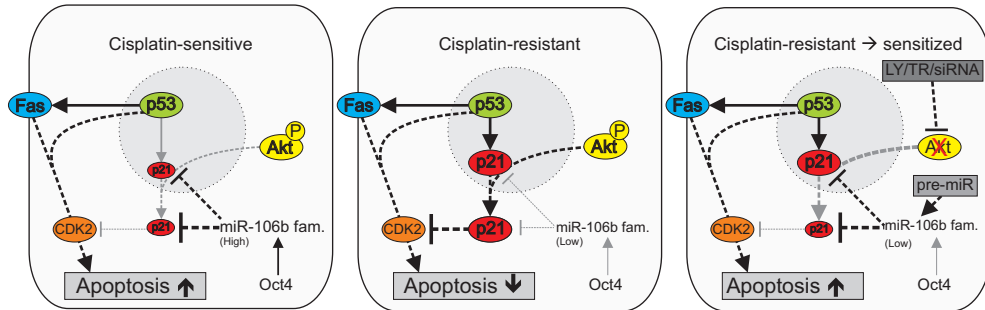 Cisplatin-sensitive
Fas
p53
P
Akt
p21
p21
CDK2
miR-106b fam.
(High)
Apoptosis
Oct4
Cisplatin-resistant
Fas
p53
P
Akt
p21
p21
CDK2
miR-106b fam.
(Low)
Apoptosis
Oct4
Cisplatin-resistant → sensitized
LY/TR/siRNA
Fas
p53
Akt
X
p21
pre-miR
p21
CDK2
miR-106b fam.
(Low)
Apoptosis
Oct4